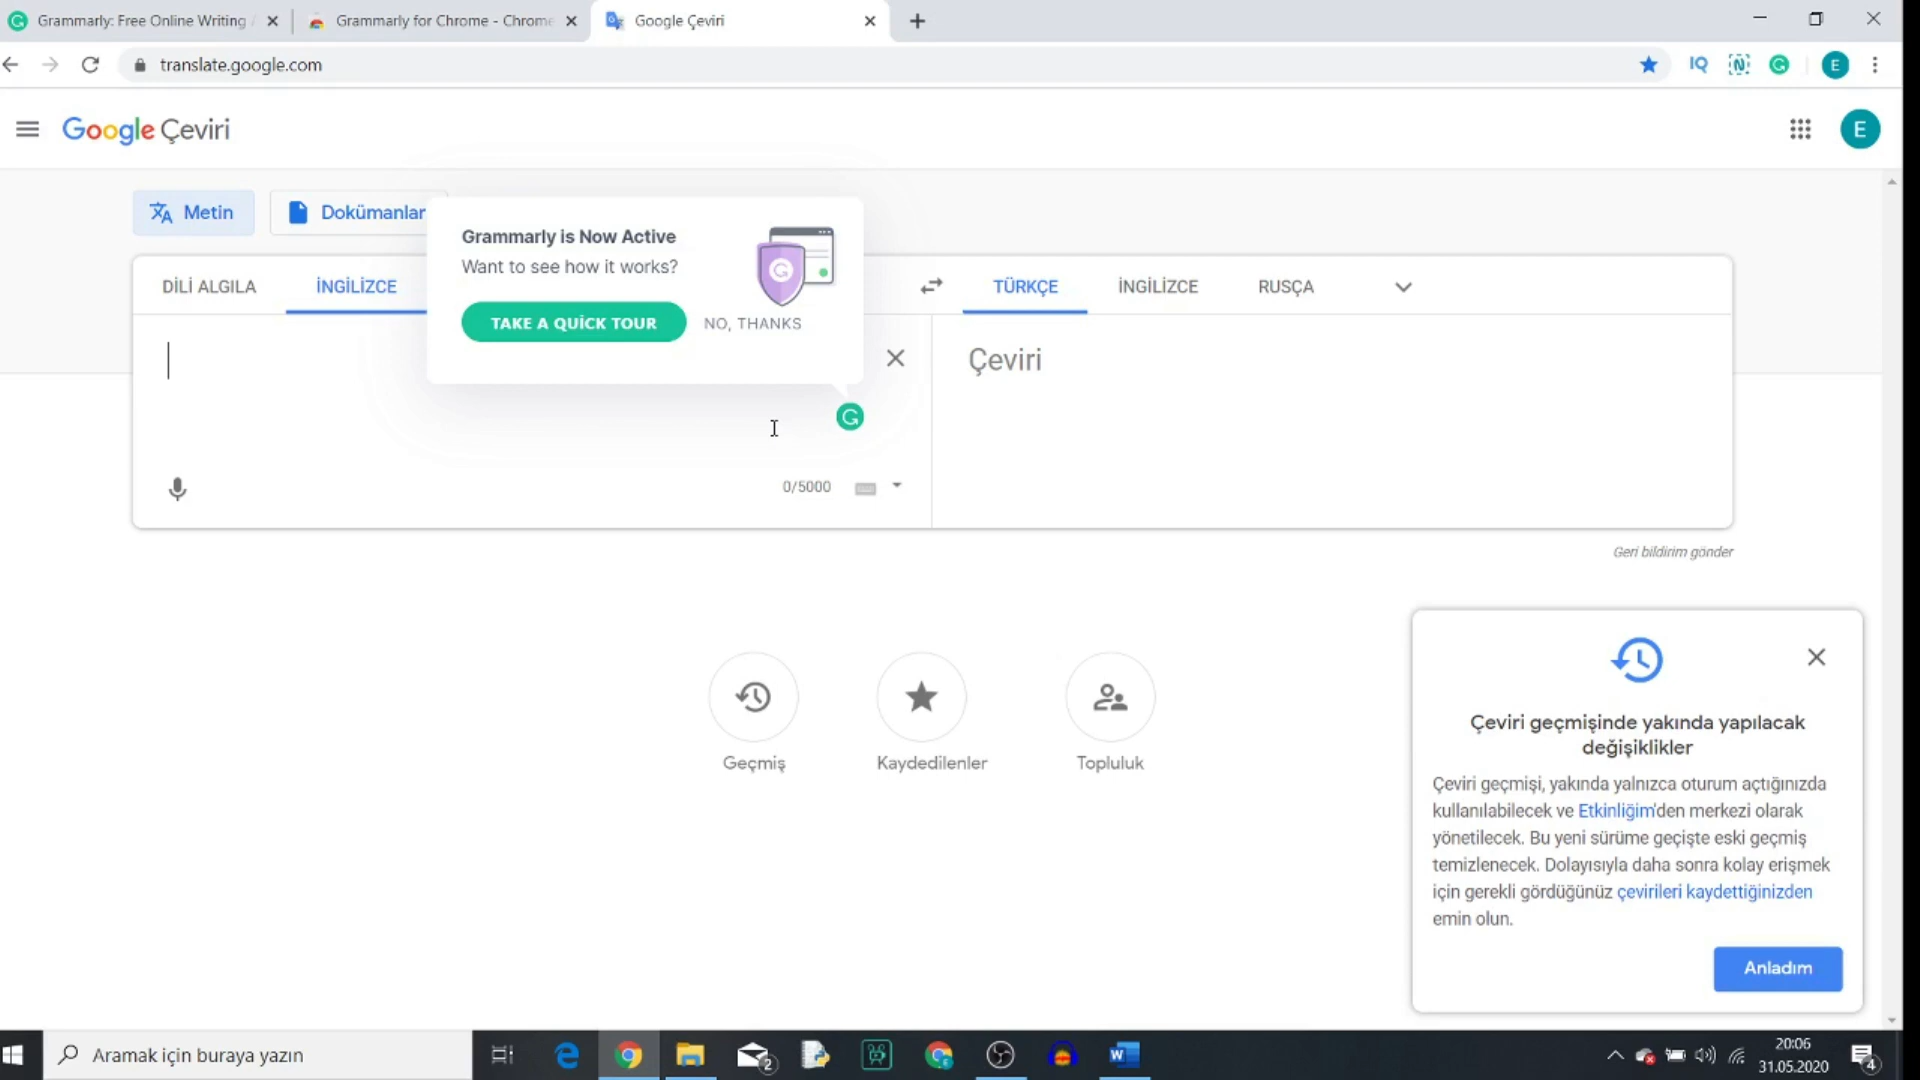 Grammarly: Free Online Writing
Grammarly for Chrome - Chrome
Google Çeviri
translate.google.com
IQ
N
E
Google Çeviri
E
Metin
Dokümanlar
Grammarly is Now Active
Want to see how it works?
TAKE A QUİCK TOUR
NO, THANKS
DİLİ ALGILA
İNGİLİZCE
TÜRKÇE
İNGİLİZCE
RUSÇA
Çeviri
0/5000
Geri bildirim gönder
Geçmiş
Kaydedilenler
Topluluk
Çeviri geçmişinde yakında yapılacak
değişiklikler
Çeviri geçmişi, yakında yalnızca oturum açtığınızda
kullanılabilecek ve Etkinliğim'den merkezi olarak
yönetilecek. Bu yeni sürüme geçişte eski geçmiş
temizlenecek. Dolayısıyla daha sonra kolay erişmek
için gerekli gördüğünüz çevirileri kaydettiğinizden
emin olun.
Anladım
Aramak için buraya yazın
2
20:06
31.05.2020
4